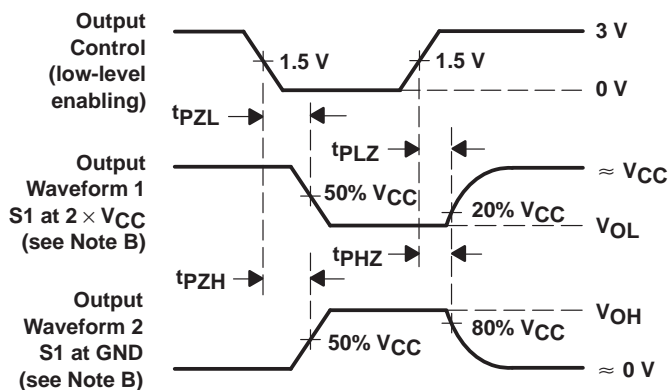 Output
Control
(low-level
enabling)
1.5 V
1.5 V
3 V
0 V
tPZL
tPLZ
Output
Waveform 1
S1 at 2 × VCC
(see Note B)
50% VCC
20% VCC
≈ VCC
VOL
tPZH
tPHZ
Output
Waveform 2
S1 at GND
(see Note B)
50% VCC
80% VCC
VOH
≈ 0 V